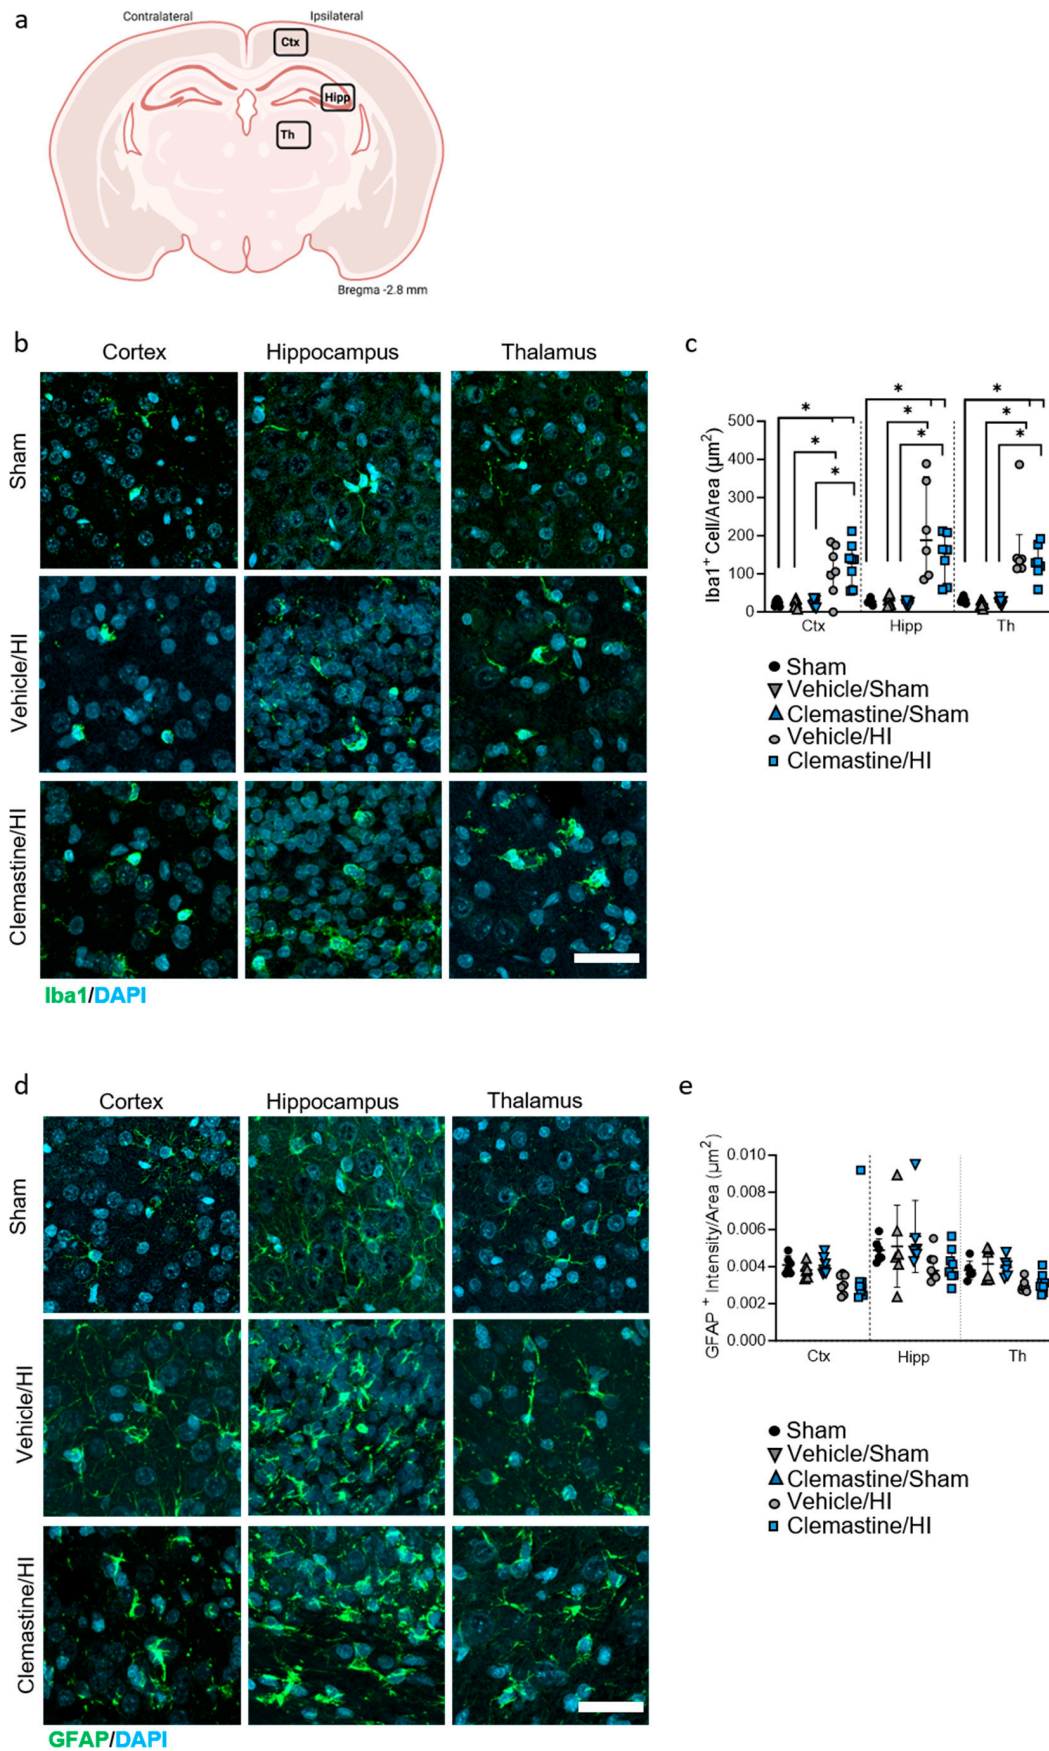 a
Contralateral Ipsilateral
Ctx
Hipp
Th
Bregma -2.8 mm
b
Cortex Hippocampus Thalamus
Sham
Vehicle/HI
Clemastine/HI
Iba1/DAPI
c
Iba1+ Cell/Area (µm2)
500
400
300
200
100
0
* * *
* * *
* * *
Ctx Hipp Th
Sham
Vehicle/Sham
Clemastine/Sham
Vehicle/HI
Clemastine/HI
d
Cortex Hippocampus Thalamus
Sham
Vehicle/HI
Clemastine/HI
GFAP/DAPI
e
GFAP + Intensity/Area (µm2)
0.010
0.008
0.006
0.004
0.002
0.000
Ctx Hipp Th
Sham
Vehicle/Sham
Clemastine/Sham
Vehicle/HI
Clemastine/HI